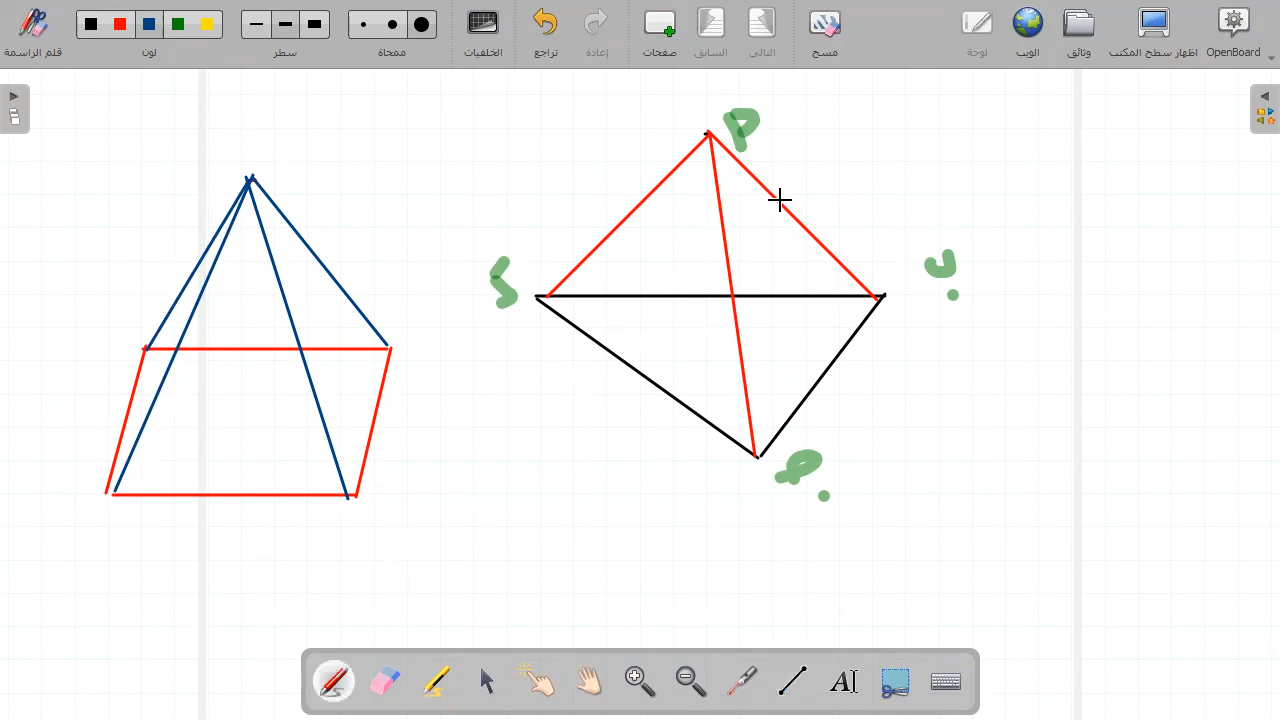 قلم الراسمة
لون
سطر
ممحاة
الخلفيات
تراجع
إعادة
صفحات
السابق
التالي
مسح
لوحة
الويب
وثائق
اظهار سطح المكتب
OpenBoard
م
ب
د
AI